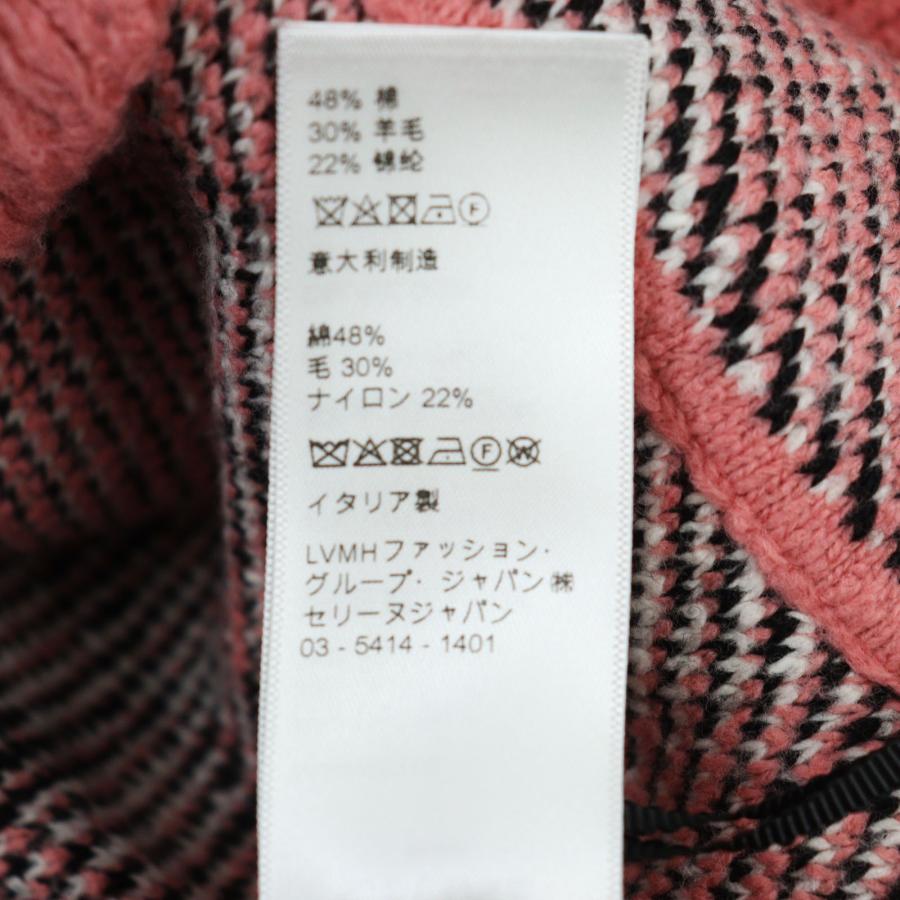 48% 棉
30% 羊毛
22% 锦纶
F
意大利制造
綿48%
毛 30%
ナイロン 22%
F W
イタリア製
LVMHファッション・
グループ・ ジャパン㈱
セリーヌジャパン
03 - 5414 - 1401